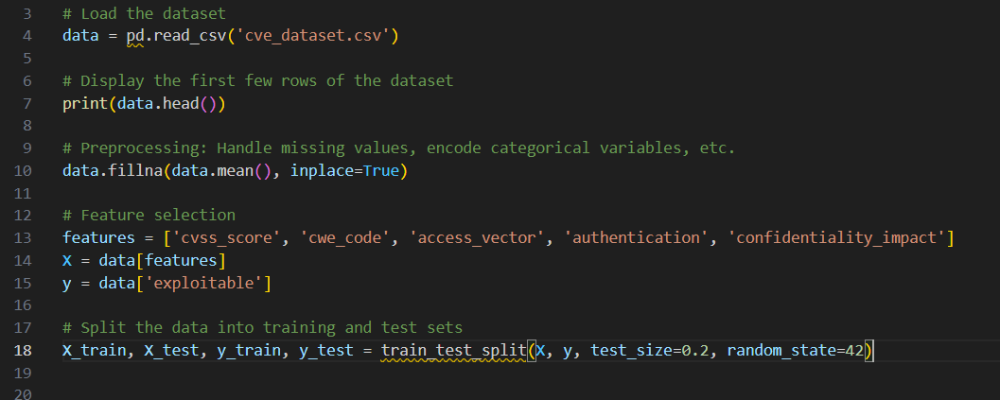 3 # Load the dataset
4 data = pd.read_csv('cve_dataset.csv')
5
6 # Display the first few rows of the dataset
7 print(data.head())
8
9 # Preprocessing: Handle missing values, encode categorical variables, etc.
10 data.fillna(data.mean(), inplace=True)
11
12 # Feature selection
13 features = ['cvss_score', 'cwe_code', 'access_vector', 'authentication', 'confidentiality_impact']
14 X = data[features]
15 y = data['exploitable']
16
17 # Split the data into training and test sets
18 X_train, X_test, y_train, y_test = train_test_split(X, y, test_size=0.2, random_state=42)
19
20